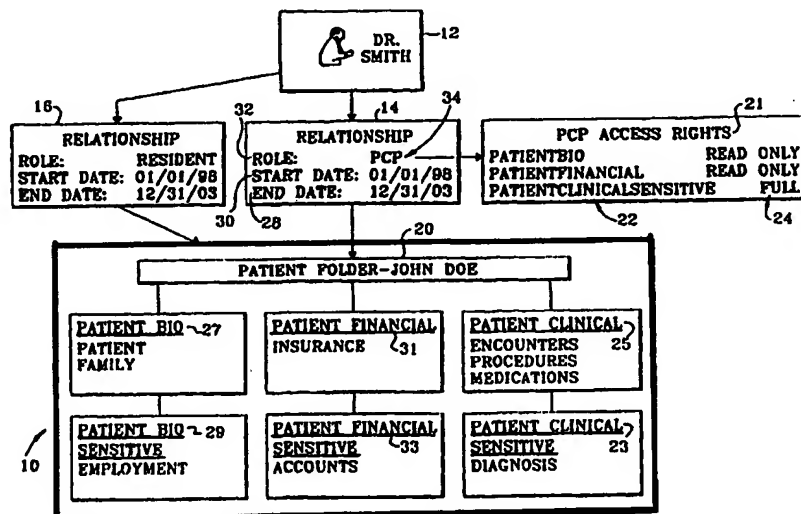 12
DR.
SMITH
16
RELATIONSHIP
ROLE: RESIDENT
START DATE: 01/01/98
END DATE: 12/31/03
14
34
32
RELATIONSHIP
ROLE: PCP
START DATE: 01/01/98
END DATE: 12/31/03
30
28
21
PCP ACCESS RIGHTS
PATIENTBIO READ ONLY
PATIENTFINANCIAL READ ONLY
PATIENTCLINICALSENSITIVE FULL
22
24
20
PATIENT FOLDER-JOHN DOE
PATIENT BIO 27
PATIENT
FAMILY
PATIENT FINANCIAL
INSURANCE 31
PATIENT CLINICAL
ENCOUNTERS 25
PROCEDURES
MEDICATIONS
10
PATIENT BIO 29
SENSITIVE
EMPLOYMENT
PATIENT FINANCIAL
SENSITIVE 33
ACCOUNTS
PATIENT CLINICAL
SENSITIVE 23
DIAGNOSIS